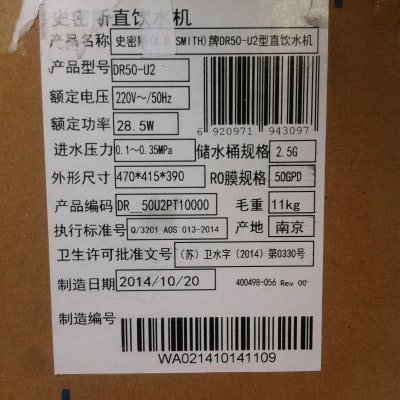 史密斯直饮水机
产品名称 史密斯(A.O.SMITH)牌DR50-U2型直饮水机
产品型号 DR50-U2
额定电压 220V～/50Hz
额定功率 28.5W
6 920971 943097
进水压力 0.1～0.35MPa 储水桶规格 2.5G
外形尺寸 470*415*390 RO膜规格 50GPD
产品编码 DR__50U2PT10000 毛重 11kg
执行标准号 Q/3201 AOS 013-2014 产地 南京
卫生许可批准文号 (苏)卫水字(2014)第0330号
制造日期 2014/10/20 400498-056 Rev 00
制造编号
WA021410141109